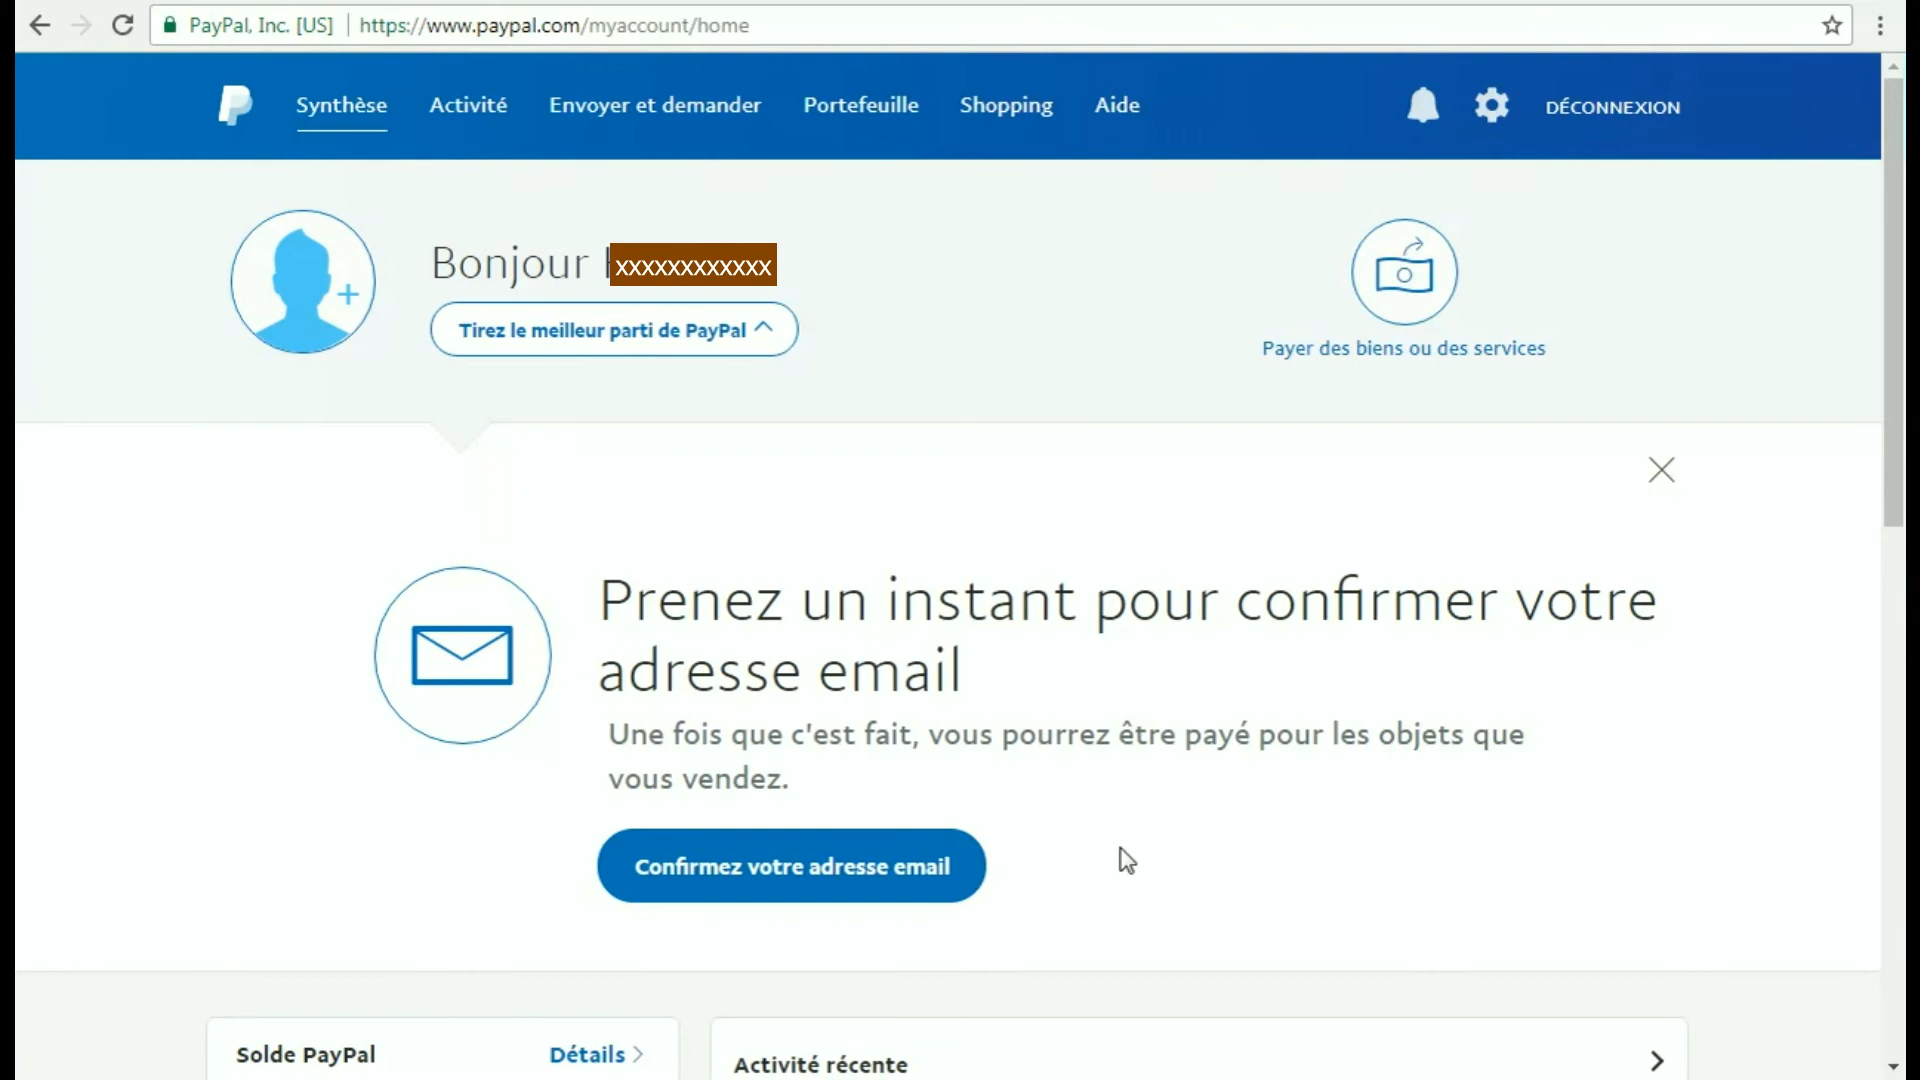 PayPal, Inc. [US] https://www.paypal.com/myaccount/home
Synthèse Activité Envoyer et demander Portefeuille Shopping Aide DÉCONNEXION
Bonjour xxxxxxxxxxxx
Tirez le meilleur parti de PayPal
Payer des biens ou des services
Prenez un instant pour confirmer votre
adresse email
Une fois que c'est fait, vous pourrez être payé pour les objets que
vous vendez.
Confirmez votre adresse email
Solde PayPal Détails
Activité récente